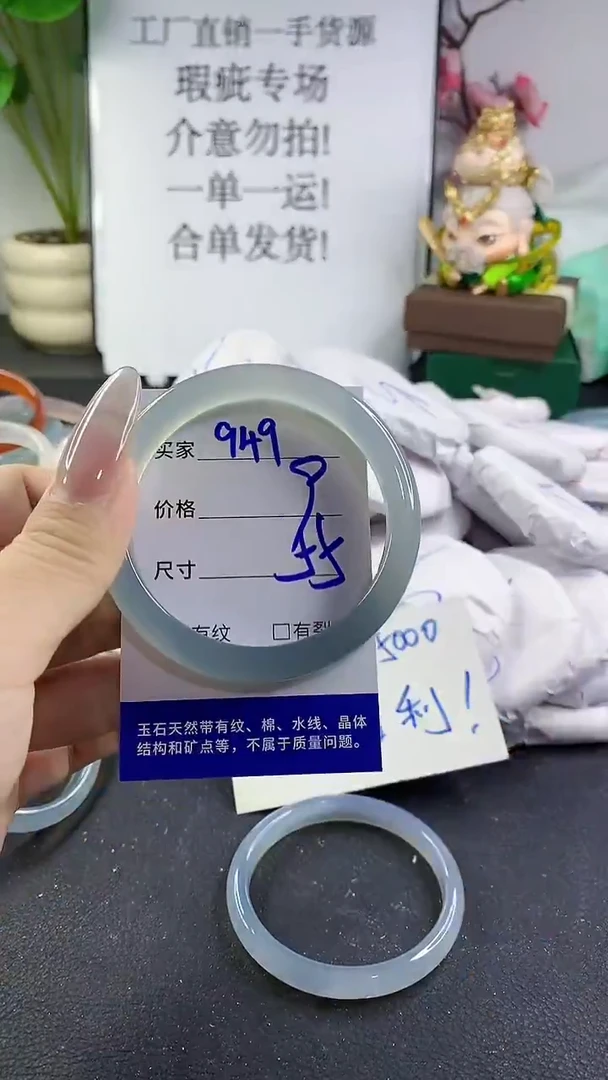 工厂直销一手货源
瑕疵专场
介意勿拍!
一单一运!
合单发货!
买家 949
价格
尺寸 55
有纹 □有裂
玉石天然带有纹、棉、水线、晶体
结构和矿点等，不属于质量问题。
5000
利!